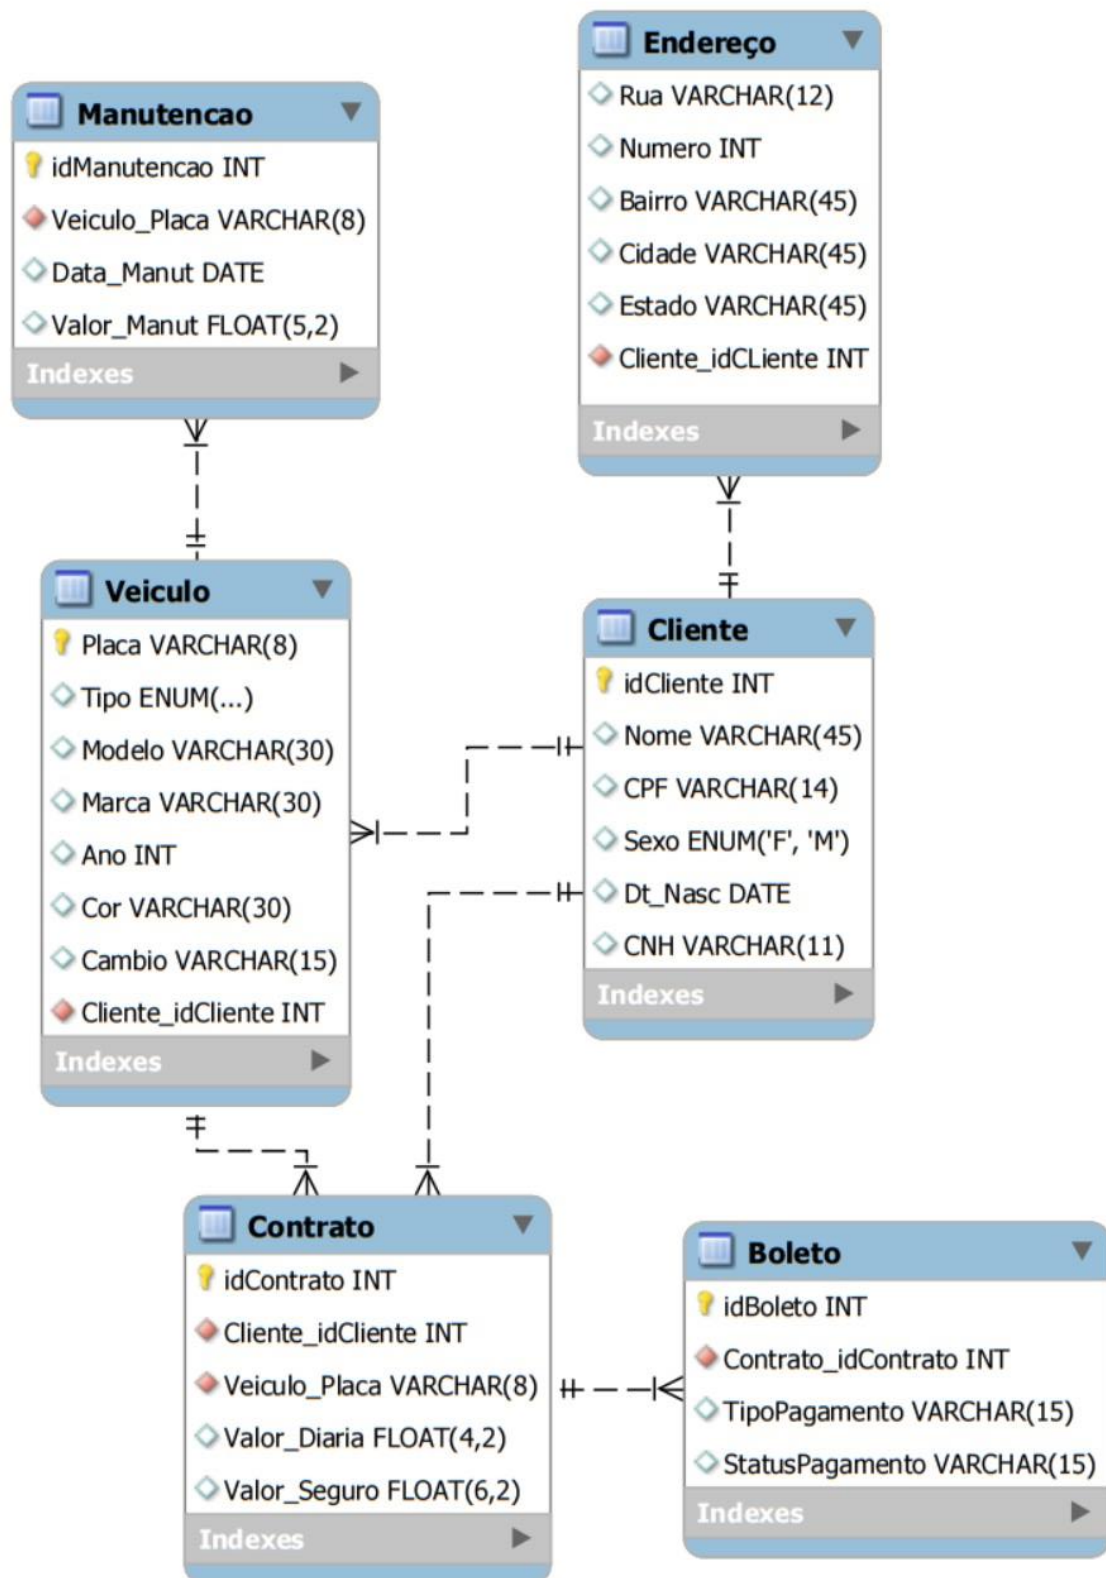 Manutencao
idManutencao INT
Veiculo_Placa VARCHAR(8)
Data_Manut DATE
Valor_Manut FLOAT(5,2)
Indexes
Endereço
Rua VARCHAR(12)
Numero INT
Bairro VARCHAR(45)
Cidade VARCHAR(45)
Estado VARCHAR(45)
Cliente_idCLiente INT
Indexes
Veiculo
Placa VARCHAR(8)
Tipo ENUM(...)
Modelo VARCHAR(30)
Marca VARCHAR(30)
Ano INT
Cor VARCHAR(30)
Cambio VARCHAR(15)
Cliente_idCliente INT
Indexes
Cliente
idCliente INT
Nome VARCHAR(45)
CPF VARCHAR(14)
Sexo ENUM('F', 'M')
Dt_Nasc DATE
CNH VARCHAR(11)
Indexes
Contrato
idContrato INT
Cliente_idCliente INT
Veiculo_Placa VARCHAR(8)
Valor_Diaria FLOAT(4,2)
Valor_Seguro FLOAT(6,2)
Indexes
Boleto
idBoleto INT
Contrato_idContrato INT
TipoPagamento VARCHAR(15)
StatusPagamento VARCHAR(15)
Indexes